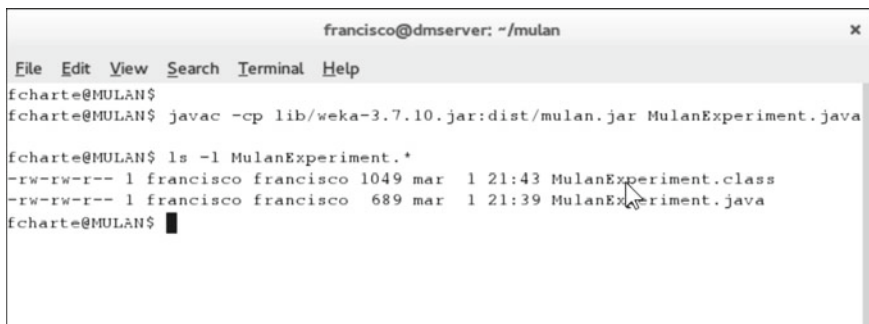 francisco@dmserver: ~/mulan ×
File Edit View Search Terminal Help
fcharte@MULAN$
fcharte@MULAN$ javac -cp lib/weka-3.7.10.jar:dist/mulan.jar MulanExperiment.java
fcharte@MULAN$ ls -l MulanExperiment.*
-rw-rw-r-- 1 francisco francisco 1049 mar  1 21:43 MulanExperiment.class
-rw-rw-r-- 1 francisco francisco  689 mar  1 21:39 MulanExperiment.java
fcharte@MULAN$